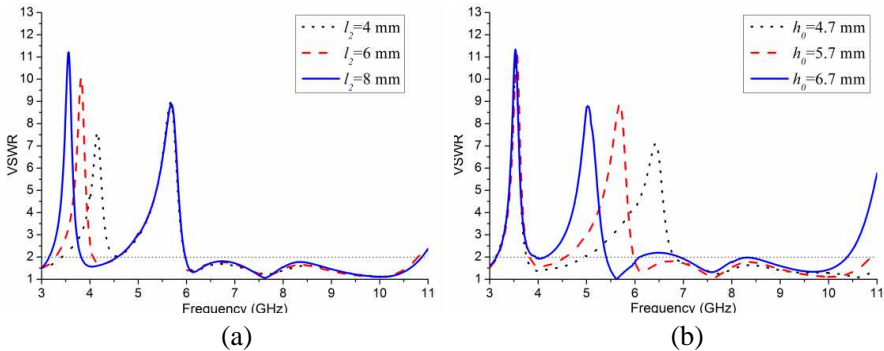 13
12
11
10
9
8
7
6
5
4
3
2
1
VSWR
l₂=4 mm
l₂=6 mm
l₂=8 mm
3 4 5 6 7 8 9 10 11
Frequency (GHz)
(a)
13
12
11
10
9
8
7
6
5
4
3
2
1
VSWR
h₀=4.7 mm
h₀=5.7 mm
h₀=6.7 mm
3 4 5 6 7 8 9 10 11
Frequency (GHz)
(b)